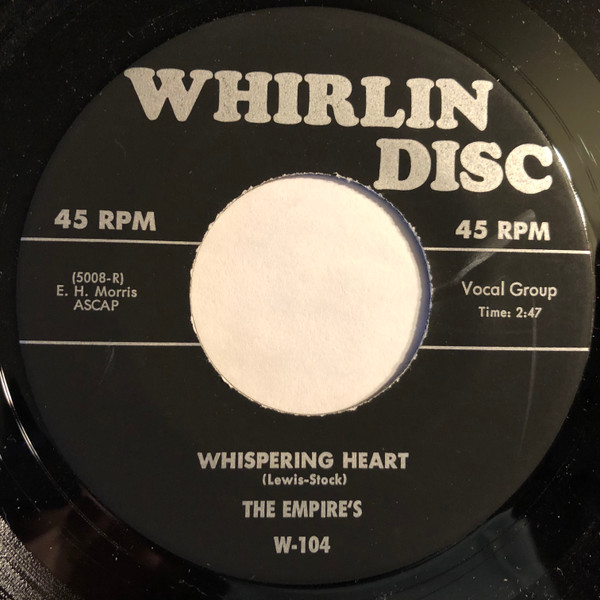 WHIRLIN
DISC
45 RPM
45 RPM
(5008-R)
E. H. Morris
ASCAP
Vocal Group
Time: 2:47
WHISPERING HEART
(Lewis-Stock)
THE EMPIRE'S
W-104